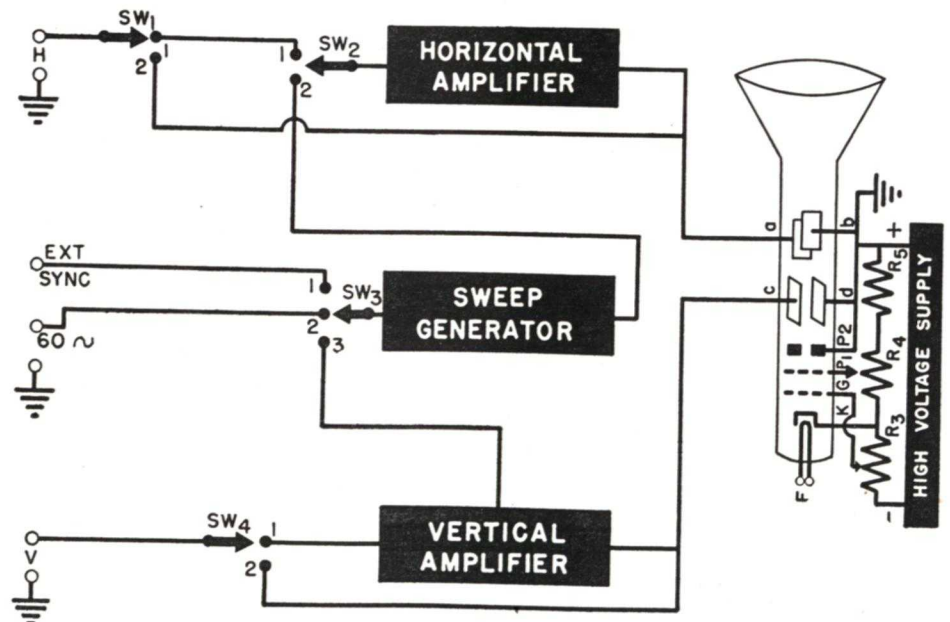 SW1
H
1
2
1
SW2
2
HORIZONTAL
AMPLIFIER
EXT
SYNC
60 ~
1
SW3
2
3
SWEEP
GENERATOR
V
SW4
1
2
VERTICAL
AMPLIFIER
a
b
c
d
P2
P1
G
K
F
+
R5
R4
R3
-
HIGH VOLTAGE SUPPLY